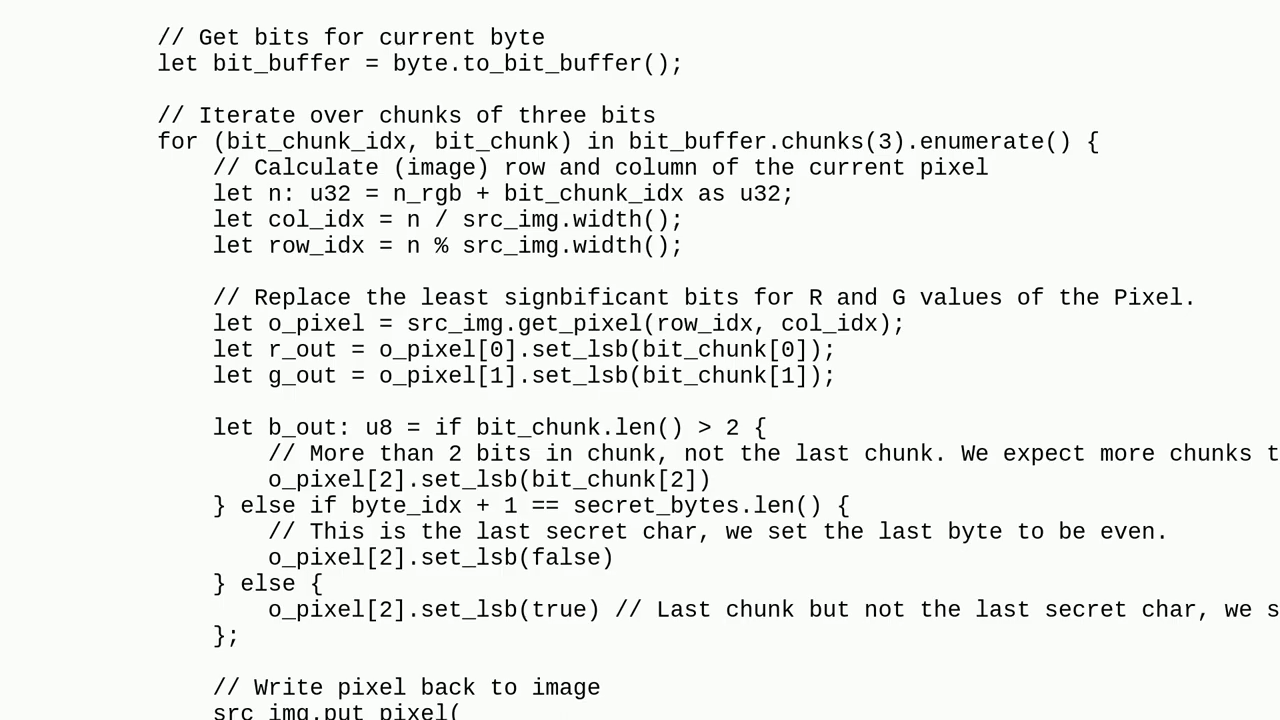 // Get bits for current byte
let bit_buffer = byte.to_bit_buffer();
// Iterate over chunks of three bits
for (bit_chunk_idx, bit_chunk) in bit_buffer.chunks(3).enumerate() {
// Calculate (image) row and column of the current pixel
let n: u32 = n_rgb + bit_chunk_idx as u32;
let col_idx = n / src_img.width();
let row_idx = n % src_img.width();
// Replace the least signbificant bits for R and G values of the Pixel.
let o_pixel = src_img.get_pixel(row_idx, col_idx);
let r_out = o_pixel[0].set_lsb(bit_chunk[0]);
let g_out = o_pixel[1].set_lsb(bit_chunk[1]);
let b_out: u8 = if bit_chunk.len() > 2 {
// More than 2 bits in chunk, not the last chunk. We expect more chunks t
o_pixel[2].set_lsb(bit_chunk[2])
} else if byte_idx + 1 == secret_bytes.len() {
// This is the last secret char, we set the last byte to be even.
o_pixel[2].set_lsb(false)
} else {
o_pixel[2].set_lsb(true) // Last chunk but not the last secret char, we s
};
// Write pixel back to image
src_img.put_pixel(